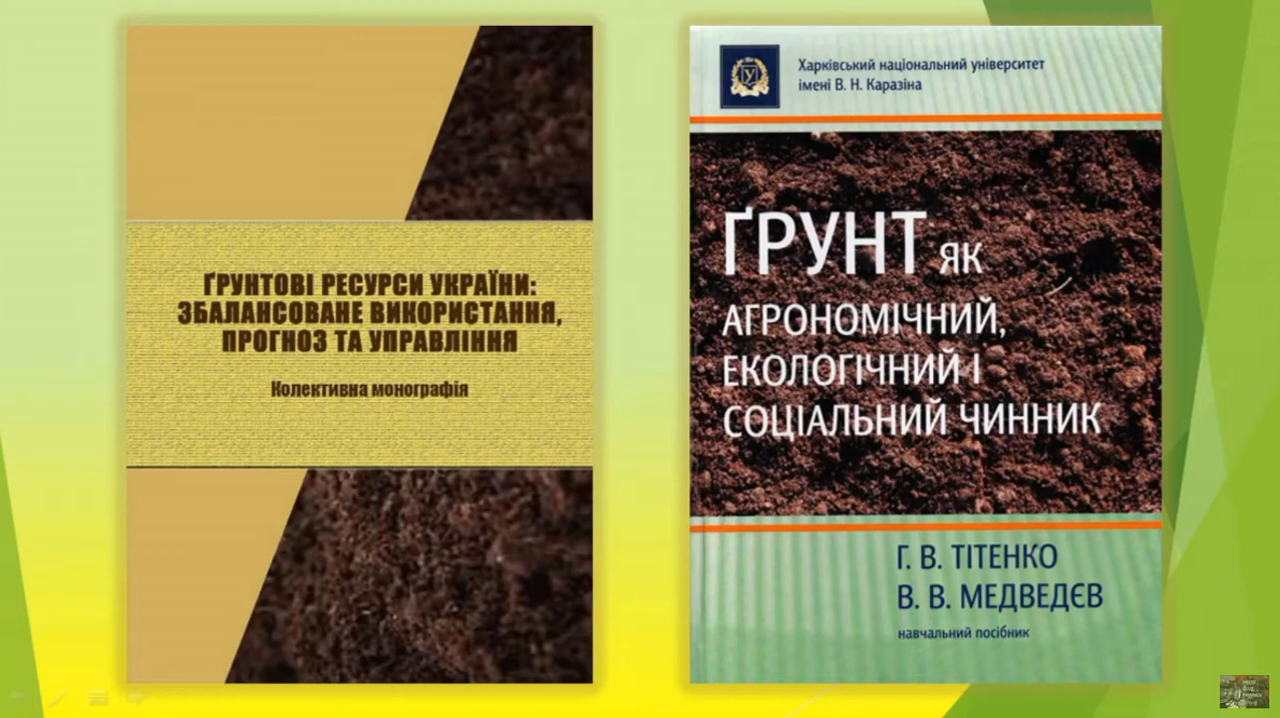 ҐРУНТОВІ РЕСУРСИ УКРАЇНИ:
ЗБАЛАНСОВАНЕ ВИКОРИСТАННЯ,
ПРОГНОЗ ТА УПРАВЛІННЯ
Колективна монографія
Харківський національний університет
імені В. Н. Каразіна
ҐРУНТ як
АГРОНОМІЧНИЙ,
ЕКОЛОГІЧНИЙ І
СОЦІАЛЬНИЙ ЧИННИК
Г. В. ТІТЕНКО
В. В. МЕДВЕДЄВ
навчальний посібник